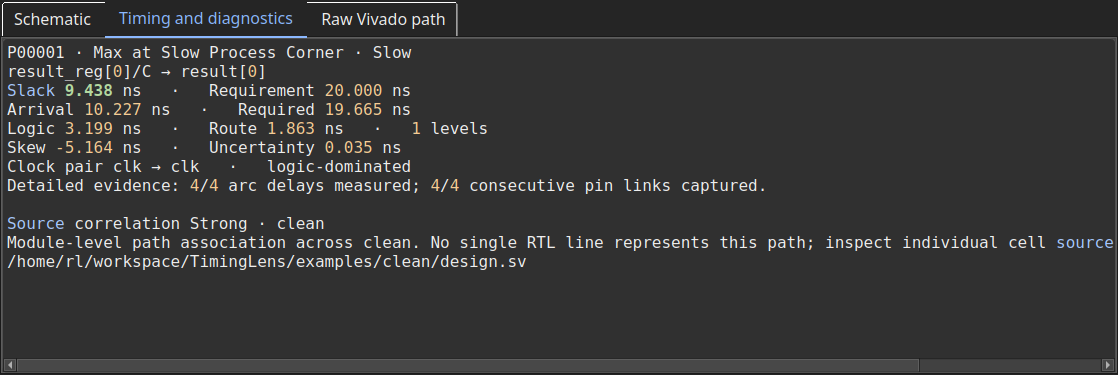 Schematic Timing and diagnostics Raw Vivado path
P00001 · Max at Slow Process Corner · Slow
result_reg[0]/C → result[0]
Slack 9.438 ns · Requirement 20.000 ns
Arrival 10.227 ns · Required 19.665 ns
Logic 3.199 ns · Route 1.863 ns · 1 levels
Skew -5.164 ns · Uncertainty 0.035 ns
Clock pair clk → clk · logic-dominated
Detailed evidence: 4/4 arc delays measured; 4/4 consecutive pin links captured.
Source correlation Strong · clean
Module-level path association across clean. No single RTL line represents this path; inspect individual cell source
/home/rl/workspace/TimingLens/examples/clean/design.sv